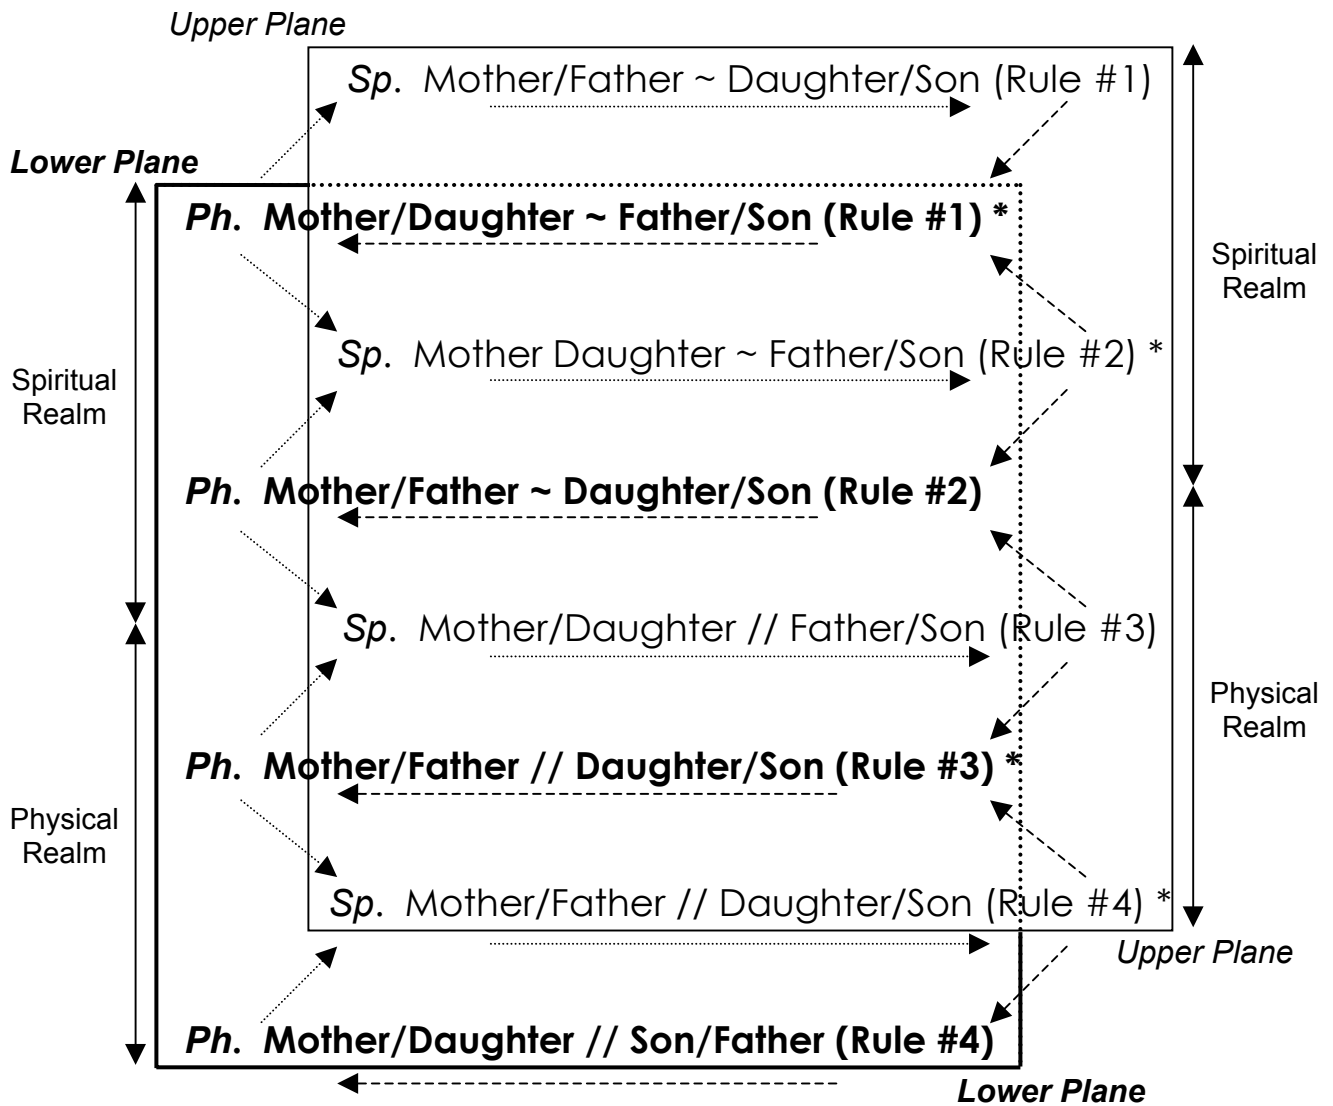 Upper Plane
Sp. Mother/Father ~ Daughter/Son (Rule #1)
Lower Plane
Ph. Mother/Daughter ~ Father/Son (Rule #1) *
Spiritual
Realm
Sp. Mother Daughter ~ Father/Son (Rule #2) *
Spiritual
Realm
Ph. Mother/Father ~ Daughter/Son (Rule #2)
Sp. Mother/Daughter // Father/Son (Rule #3)
Physical
Realm
Ph. Mother/Father // Daughter/Son (Rule #3) *
Physical
Realm
Sp. Mother/Father // Daughter/Son (Rule #4) *
Upper Plane
Ph. Mother/Daughter // Son/Father (Rule #4)
Lower Plane